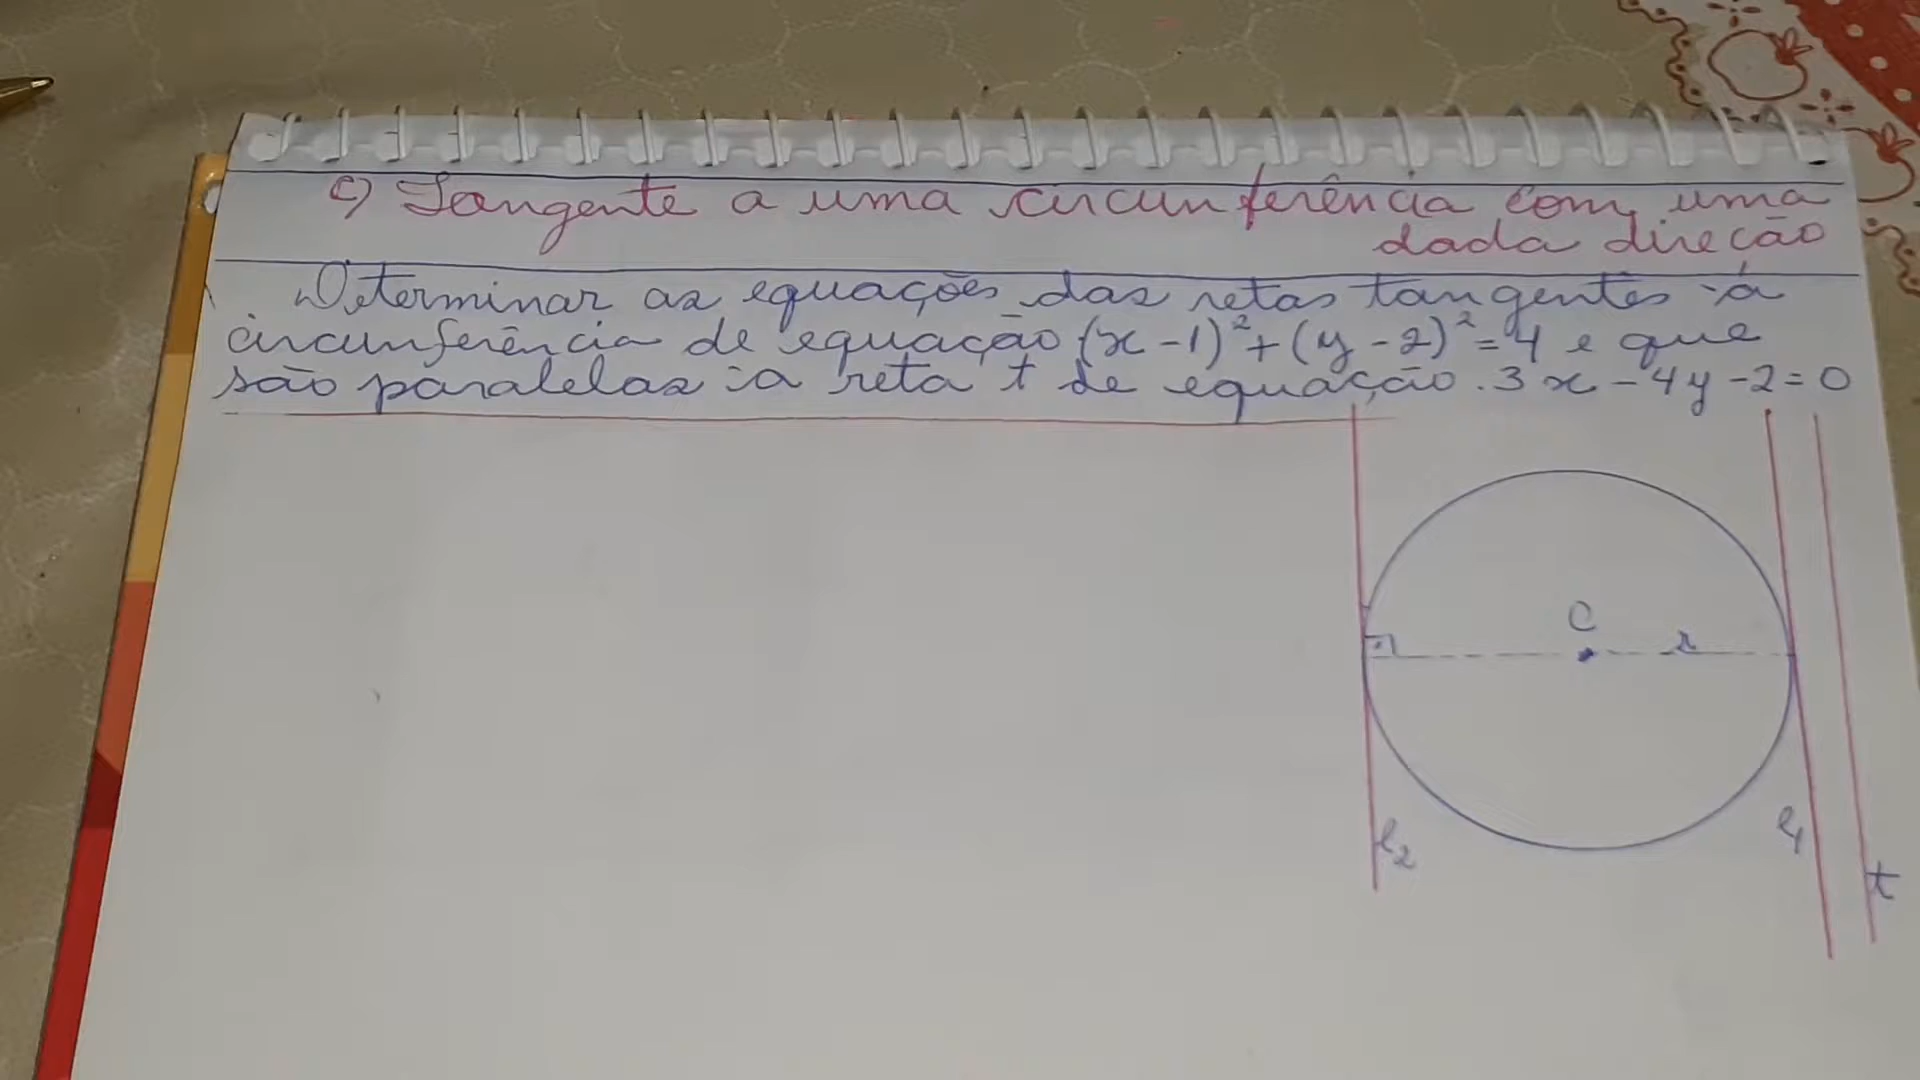 c) Tangente a uma circunferência com uma
dada direção
Determinar as equações das retas tangentes à
circunferência de equação (x - 1)² + (y - 2)² = 4 e que
são paralelas à reta t de equação. 3x - 4y - 2 = 0
C
r
l₂
l₁
t